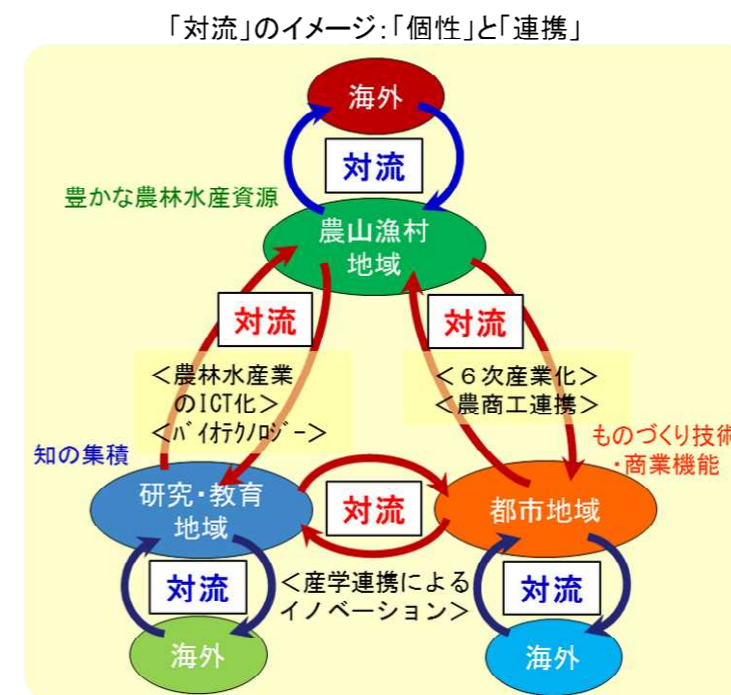 「対流」のイメージ:「個性」と「連携」
海外
対流
豊かな農林水産資源
農山漁村
地域
対流
対流
<農林水産業
のICT化>
<ﾊﾞｲｵﾃｸﾉﾛｼﾞｰ>
<6次産業化>
<農商工連携>
知の集積
ものづくり技術
・商業機能
研究・教育
地域
対流
都市地域
対流
<産学連携による
イノベーション>
対流
海外
海外